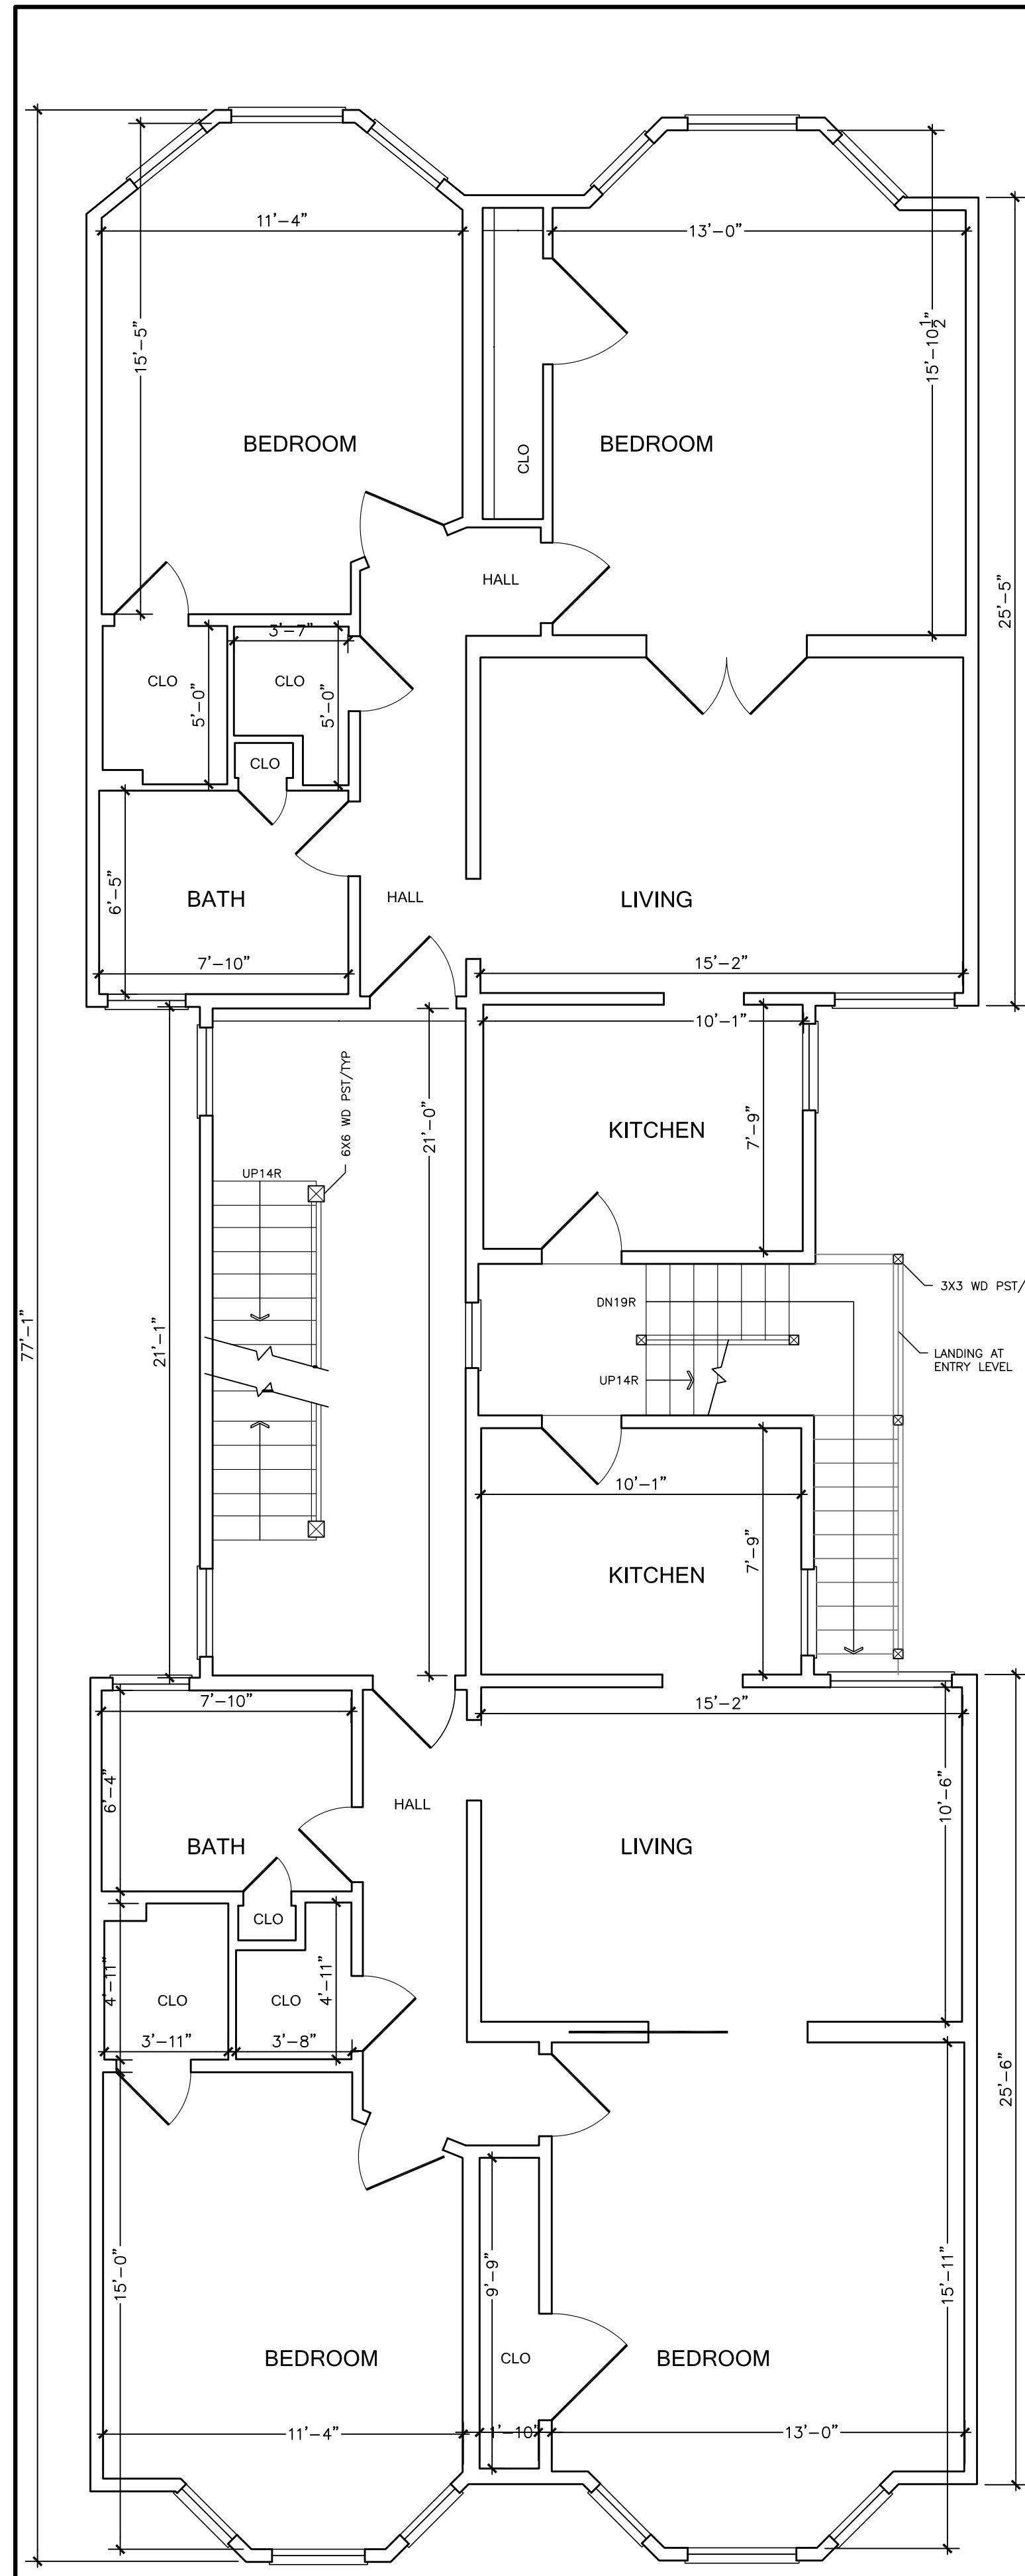 11'-4"
13'-0"
15'-5"
15'-10 1/2"
BEDROOM
BEDROOM
CLO
HALL
25'-5"
3'-7"
CLO
CLO
5'-0"
5'-0"
CLO
6'-5"
BATH
HALL
LIVING
7'-10"
15'-2"
10'-1"
6X6 WD PST/TYP
21'-0"
KITCHEN
7'-9"
UP14R
3X3 WD PST/
DN19R
77'-1"
21'-1"
LANDING AT
ENTRY LEVEL
UP14R
10'-1"
7'-9"
KITCHEN
7'-10"
15'-2"
6'-4"
HALL
10'-6"
BATH
LIVING
CLO
4'-11"
4'-11"
CLO
CLO
3'-11"
3'-8"
25'-6"
15'-0"
9'-9"
15'-11"
BEDROOM
CLO
BEDROOM
11'-4"
1'-10"
13'-0"